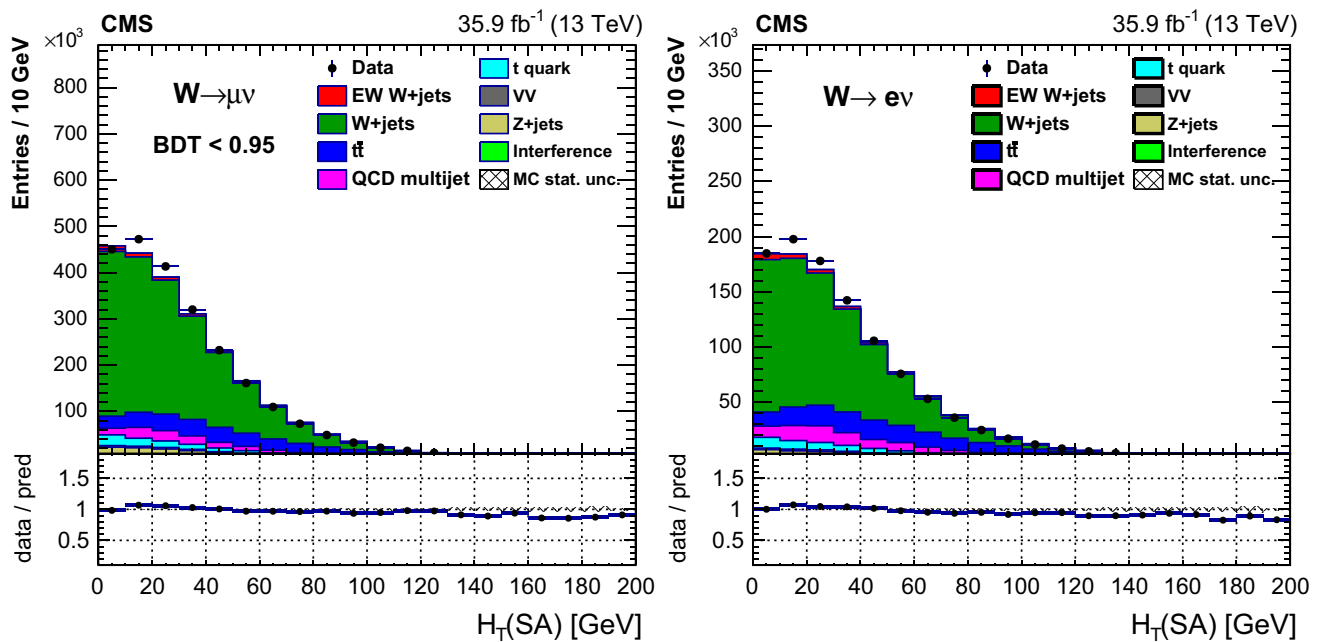 CMS 35.9 fb⁻¹ (13 TeV)
×10³
Entries / 10 GeV
800
700
600
500
400
300
200
100
W→μν
BDT < 0.95
Data
EW W+jets
W+jets
tt̄
QCD multijet
t quark
VV
Z+jets
Interference
MC stat. unc.
data / pred
1.5
1
0.5
0 20 40 60 80 100 120 140 160 180 200
H_T(SA) [GeV]
CMS 35.9 fb⁻¹ (13 TeV)
×10³
Entries / 10 GeV
350
300
250
200
150
100
50
W→ eν
Data
EW W+jets
W+jets
tt̄
QCD multijet
t quark
VV
Z+jets
Interference
MC stat. unc.
data / pred
1.5
1
0.5
0 20 40 60 80 100 120 140 160 180 200
H_T(SA) [GeV]